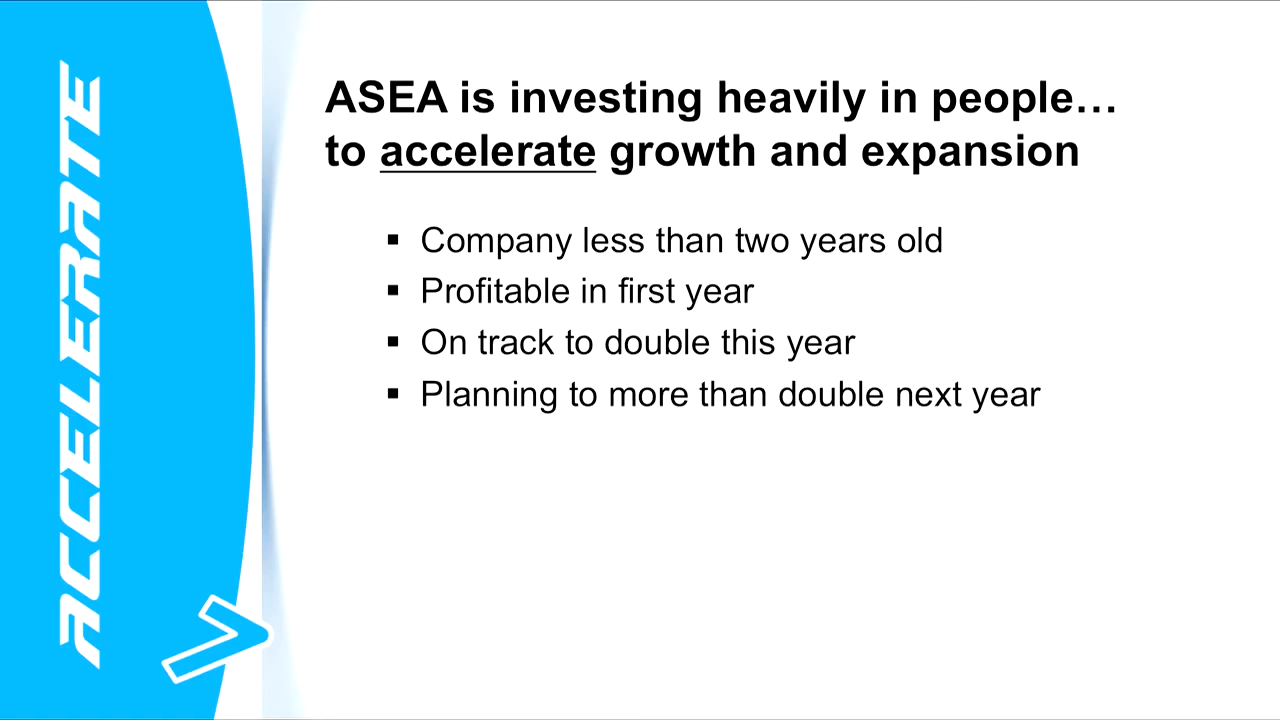 ACCELERATE
ASEA is investing heavily in people…
to accelerate growth and expansion
▪ Company less than two years old
▪ Profitable in first year
▪ On track to double this year
▪ Planning to more than double next year